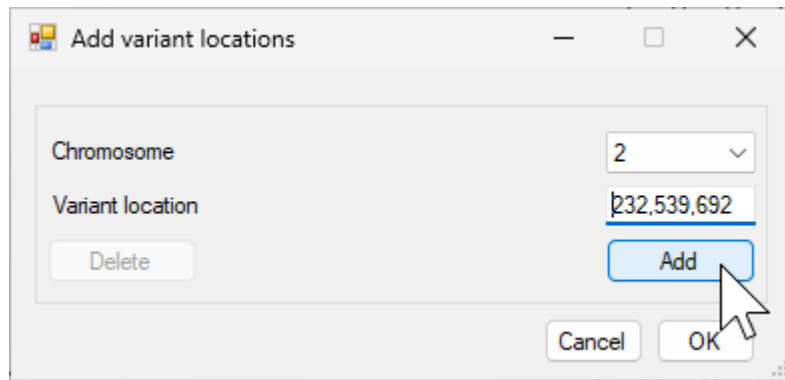 Add variant locations
Chromosome 2
Variant location 232,539,692
Delete Add
Cancel OK